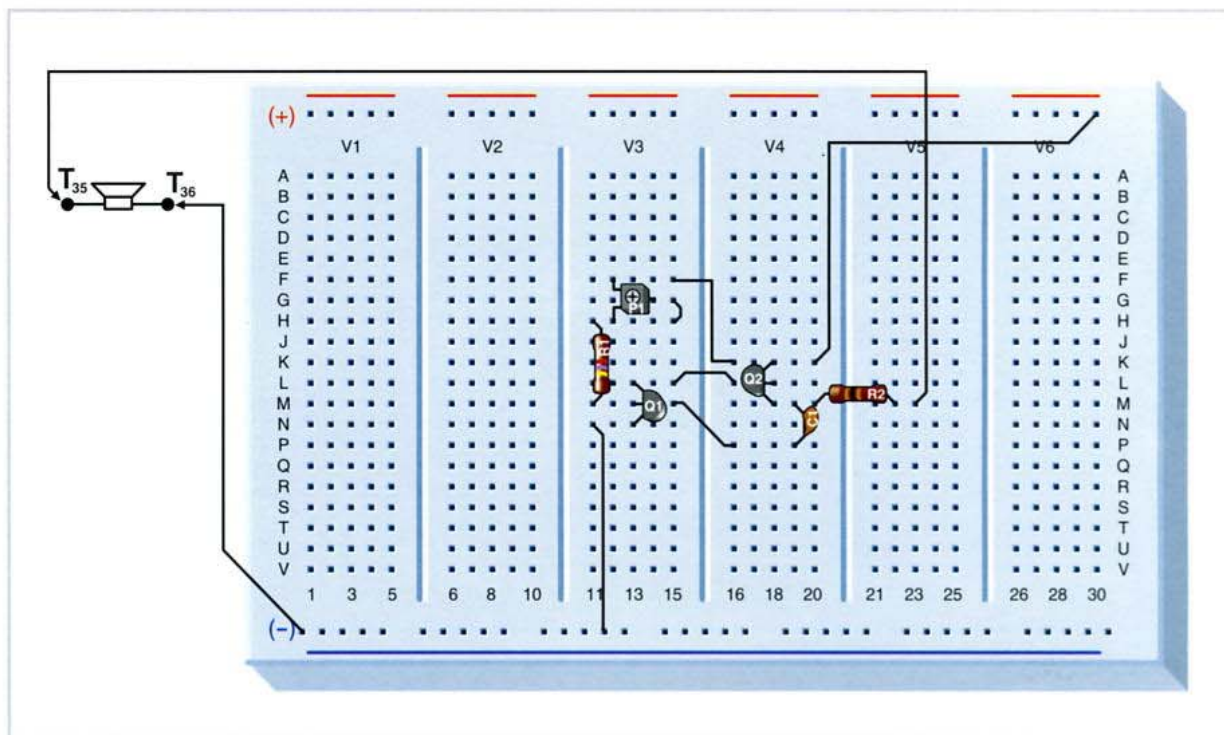 (+)
V1 V2 V3 V4 V5 V6
T35 T36
A A
B B
C C
D D
E E
F F
G G
P1
H H
J J
R1
K K
Q2
L L
R2
M M
Q1
C1
N N
P P
Q Q
R R
S S
T T
U U
V V
1 3 5 6 8 10 11 13 15 16 18 20 21 23 25 26 28 30
(-)